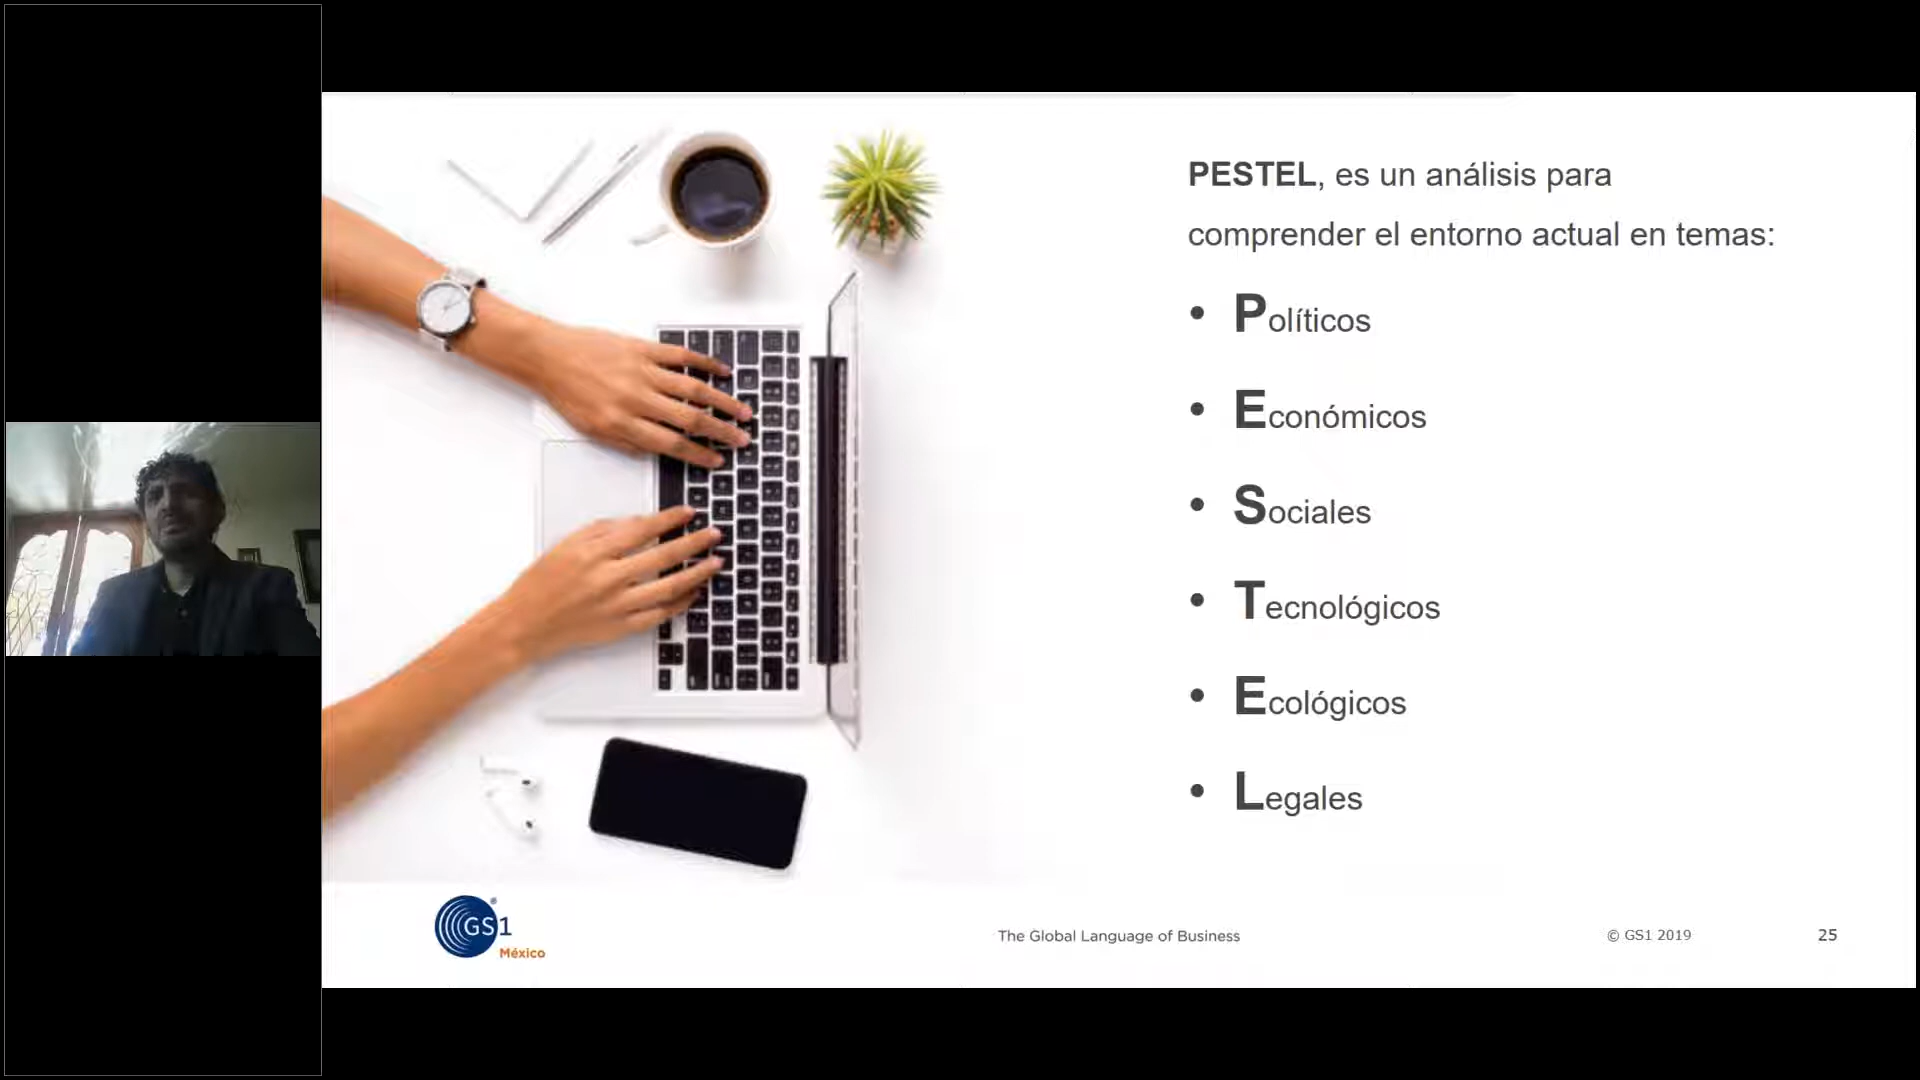 PESTEL, es un análisis para
comprender el entorno actual en temas:
• Políticos
• Económicos
• Sociales
• Tecnológicos
• Ecológicos
• Legales
GS1
®
México
The Global Language of Business
© GS1 2019
25